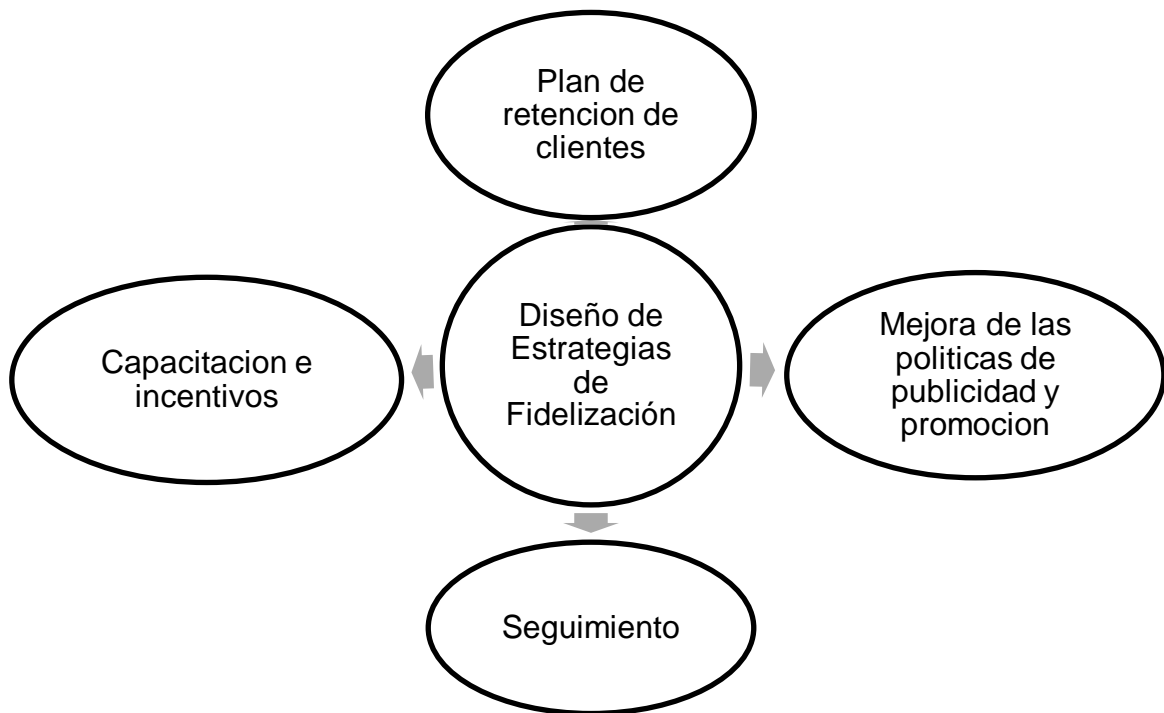 Plan de
retencion de
clientes
Capacitacion e
incentivos
Diseño de
Estrategias
de
Fidelización
Mejora de las
politicas de
publicidad y
promocion
Seguimiento